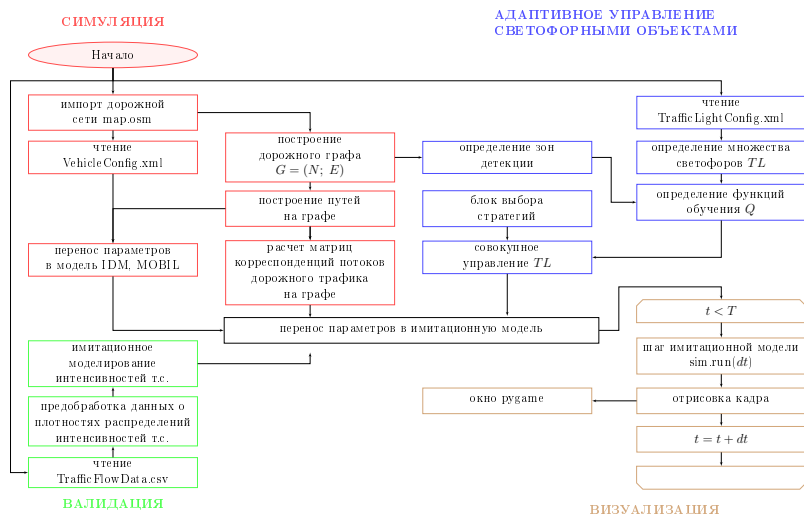 СИМУЛЯЦИЯ
АДАПТИВНОЕ УПРАВЛЕНИЕ
СВЕТОФОРНЫМИ ОБЪЕКТАМИ
Начало
импорт дорожной
сети map.osm
чтение
VehicleConfig.xml
построение
дорожного графа
G = (N; E)
построение путей
на графе
перенос параметров
в модель IDM, MOBIL
расчет матриц
корреспонденций потоков
дорожного трафика
на графе
определение зон
детекции
блок выбора
стратегий
совокупное
управление TL
чтение
TrafficLightConfig.xml
определение множества
светофоров TL
определение функций
обучения Q
перенос параметров в имитационную модель
имитационное
моделирование
интенсивностей т.с.
предобработка данных о
плотностях распределений
интенсивностей т.с.
чтение
TrafficFlowData.csv
ВАЛИДАЦИЯ
t < T
шаг имитационной модели
sim.run(dt)
окно pygame
отрисовка кадра
t = t + dt
ВИЗУАЛИЗАЦИЯ